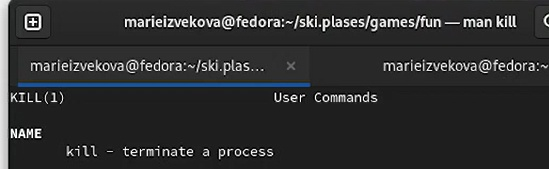 marieizvekova@fedora:~/ski.plases/games/fun — man kill
marieizvekova@fedora:~/ski.plas... ×
marieizvekova@fedora:~
KILL(1) User Commands
NAME
kill - terminate a process